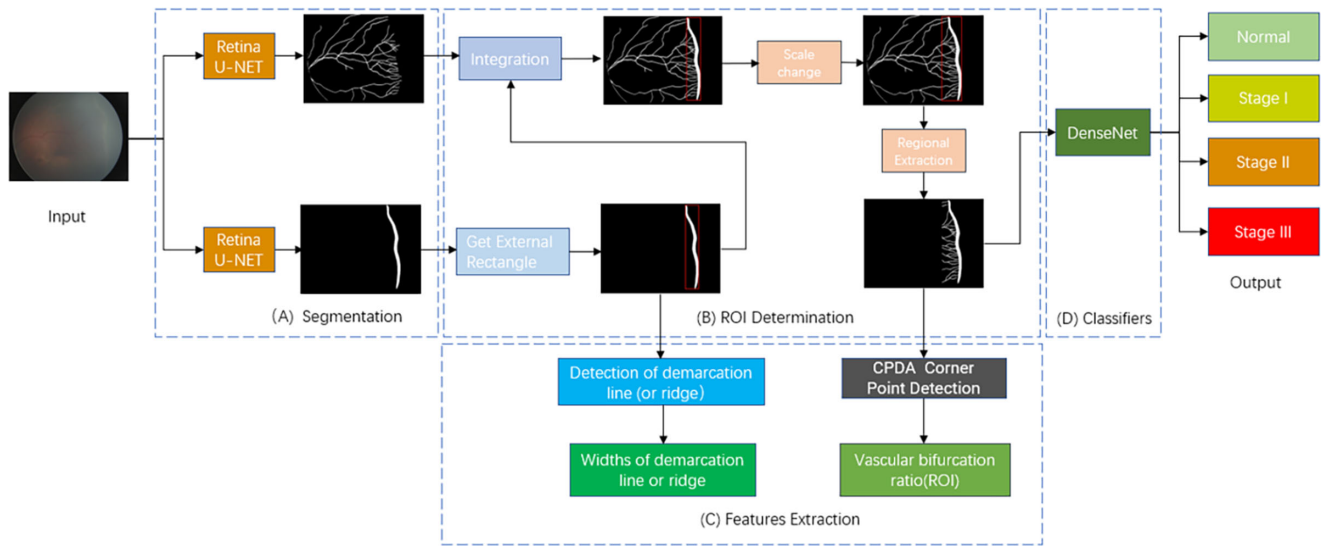 Input
Retina
U-NET
Retina
U-NET
(A) Segmentation
Integration
Scale
change
Regional
Extraction
Get External
Rectangle
(B) ROI Determination
Detection of demarcation
line (or ridge)
Widths of demarcation
line or ridge
CPDA Corner
Point Detection
Vascular bifurcation
ratio(ROI)
(C) Features Extraction
DenseNet
(D) Classifiers
Normal
Stage I
Stage II
Stage III
Output